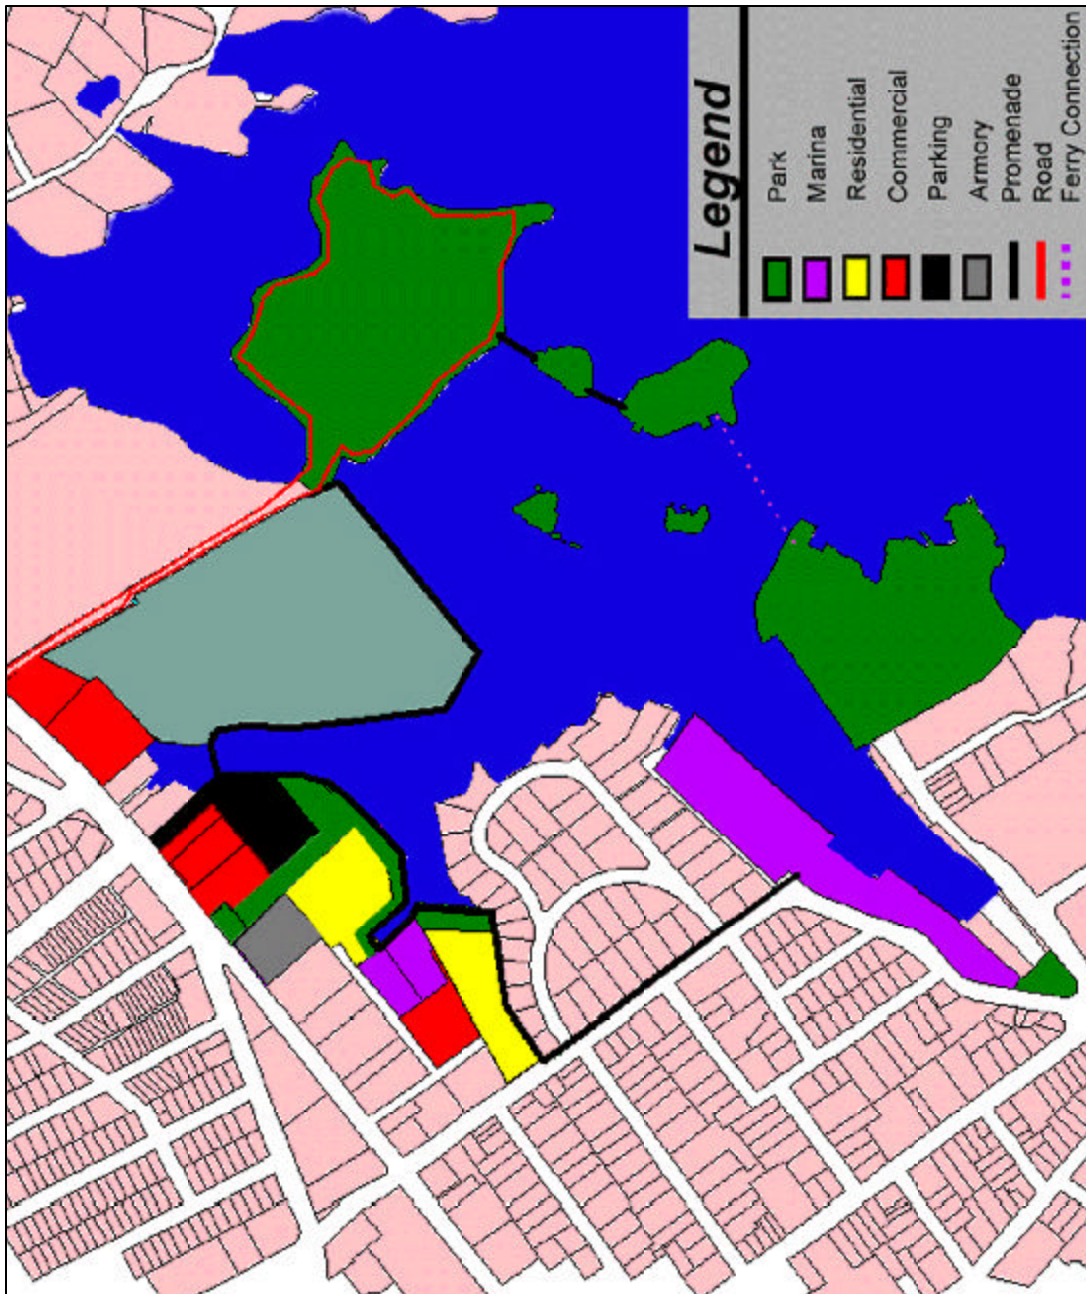 Legend
Park
Marina
Residential
Commercial
Parking
Armory
Promenade
Road
Ferry Connection